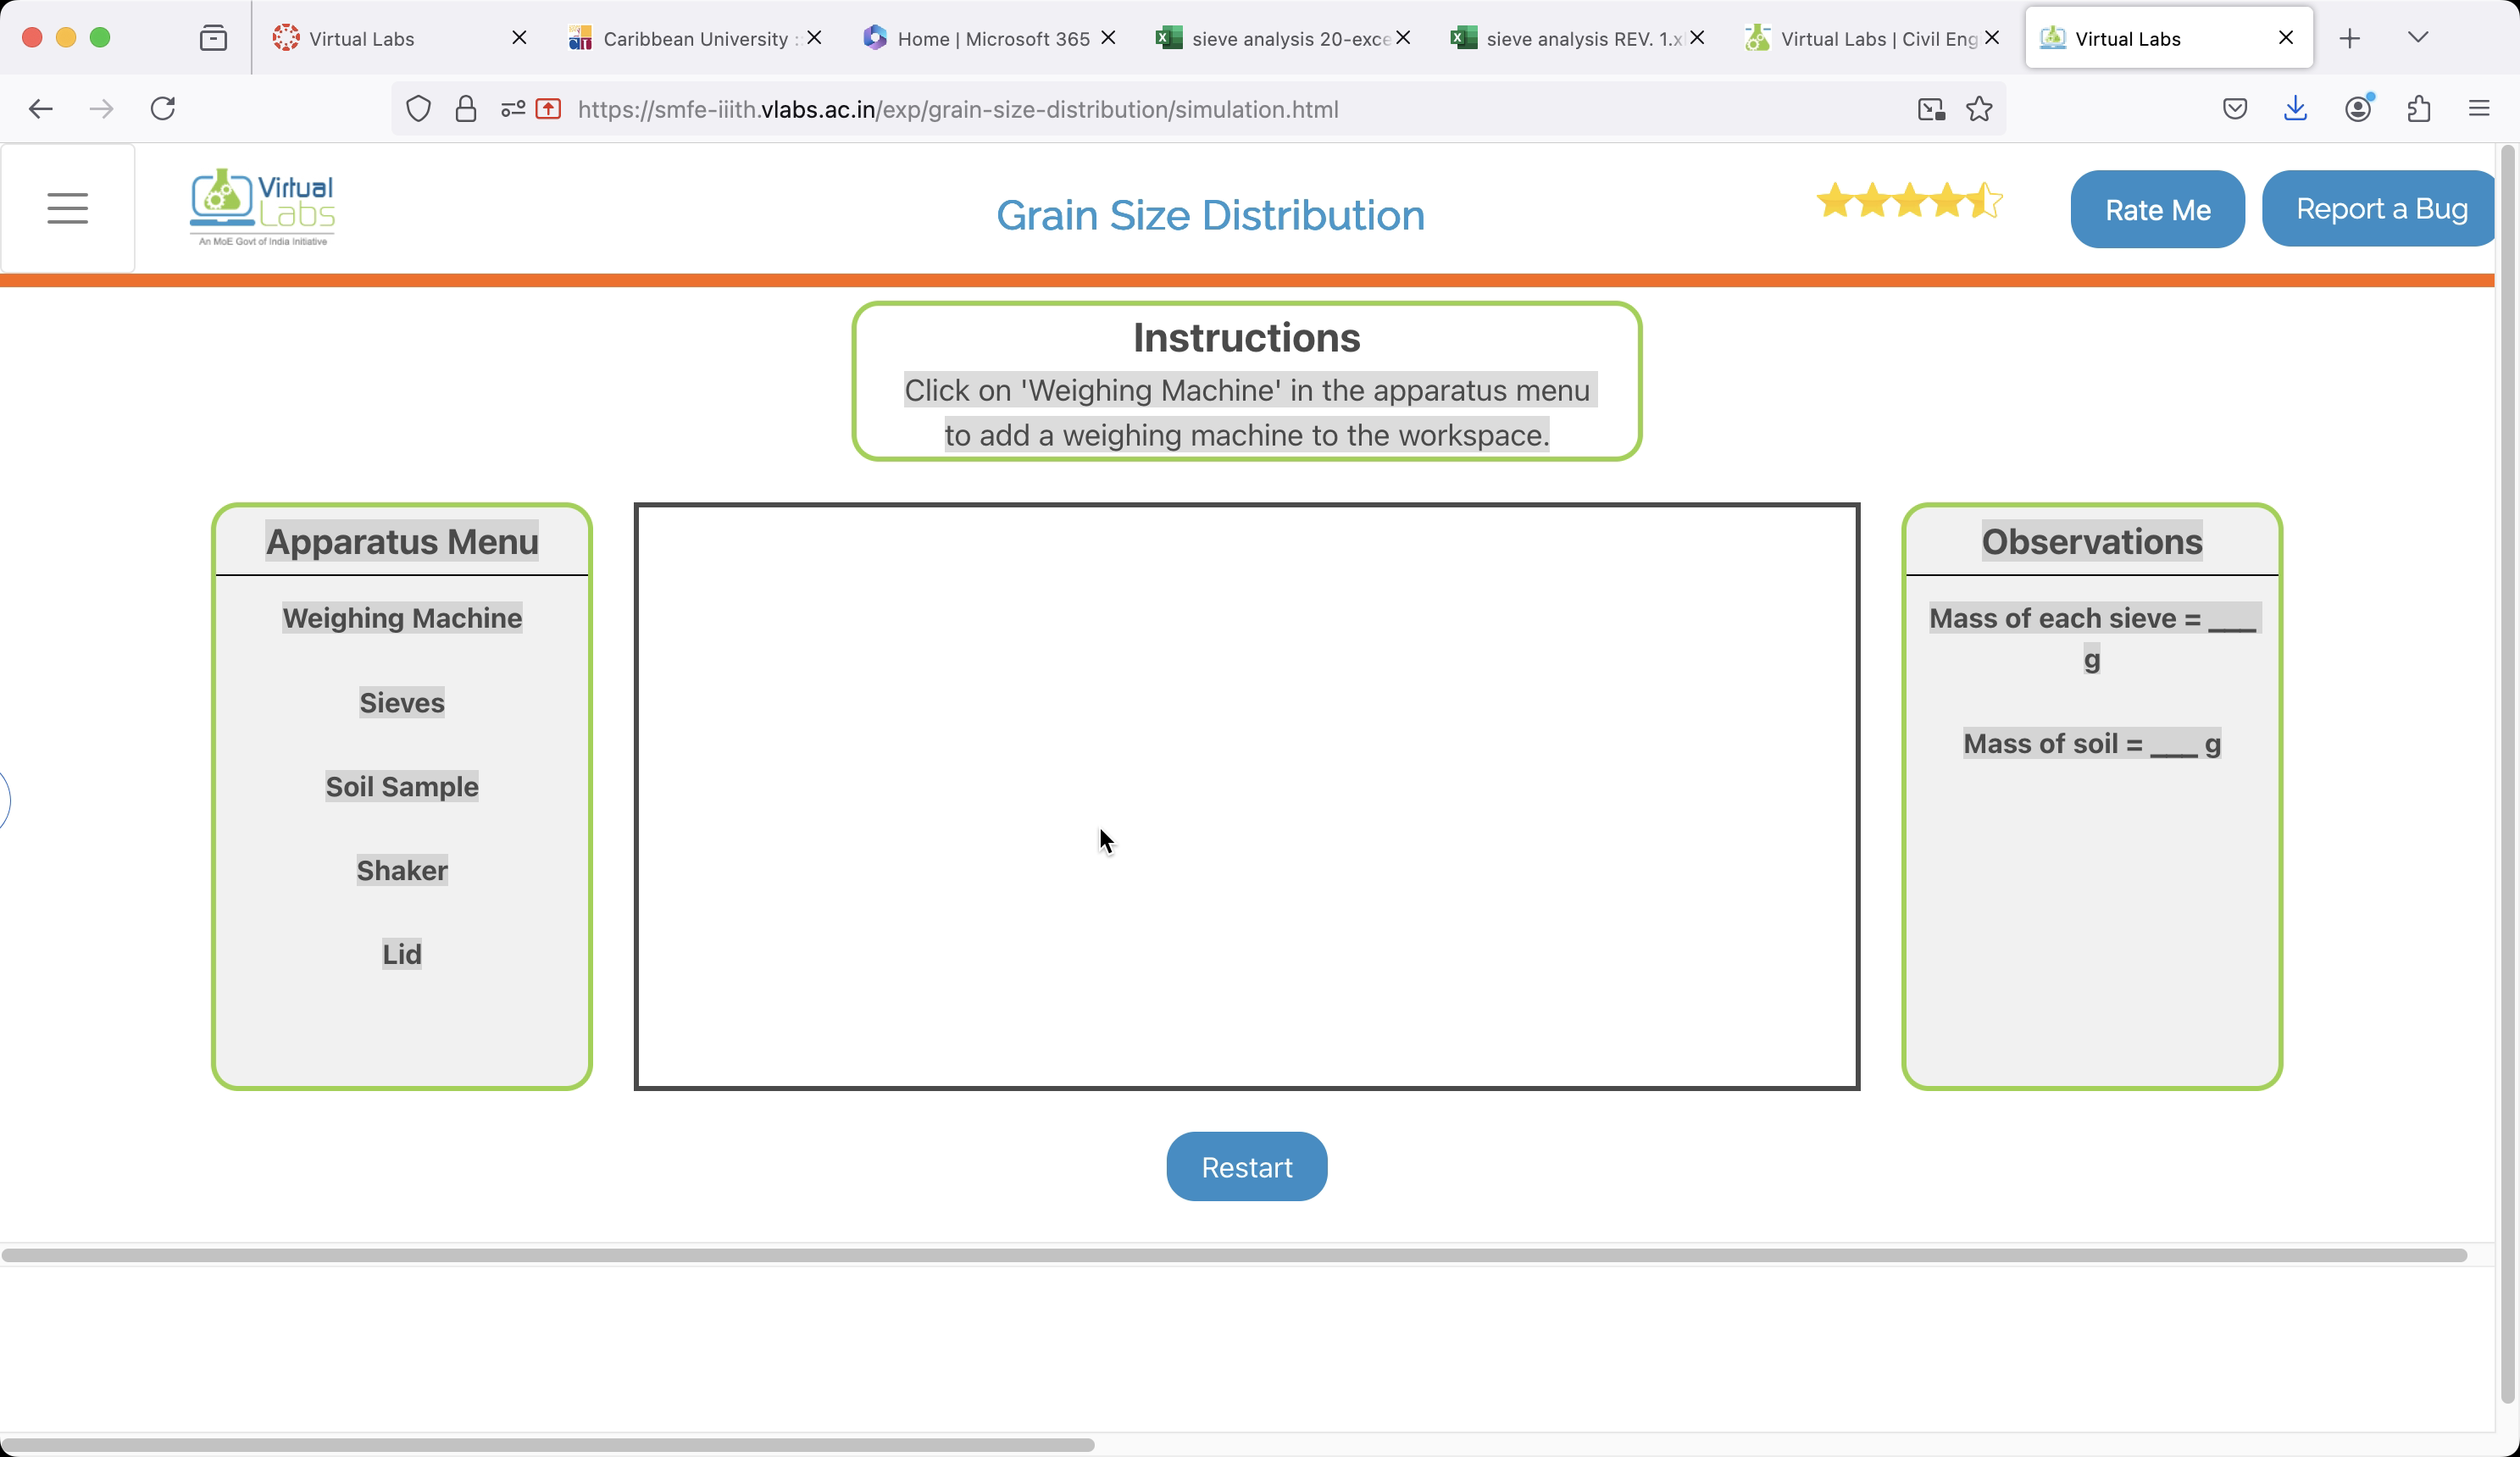 Virtual Labs
Caribbean University :
Home | Microsoft 365
sieve analysis 20-exce
sieve analysis REV. 1.x
Virtual Labs | Civil Eng
Virtual Labs
https://smfe-iiith.vlabs.ac.in/exp/grain-size-distribution/simulation.html
Virtual
Labs
An MoE Govt of India Initiative
Grain Size Distribution
Rate Me
Report a Bug
Instructions
Click on 'Weighing Machine' in the apparatus menu
to add a weighing machine to the workspace.
Apparatus Menu
Weighing Machine
Sieves
Soil Sample
Shaker
Lid
Observations
Mass of each sieve = ___
g
Mass of soil = ___ g
Restart